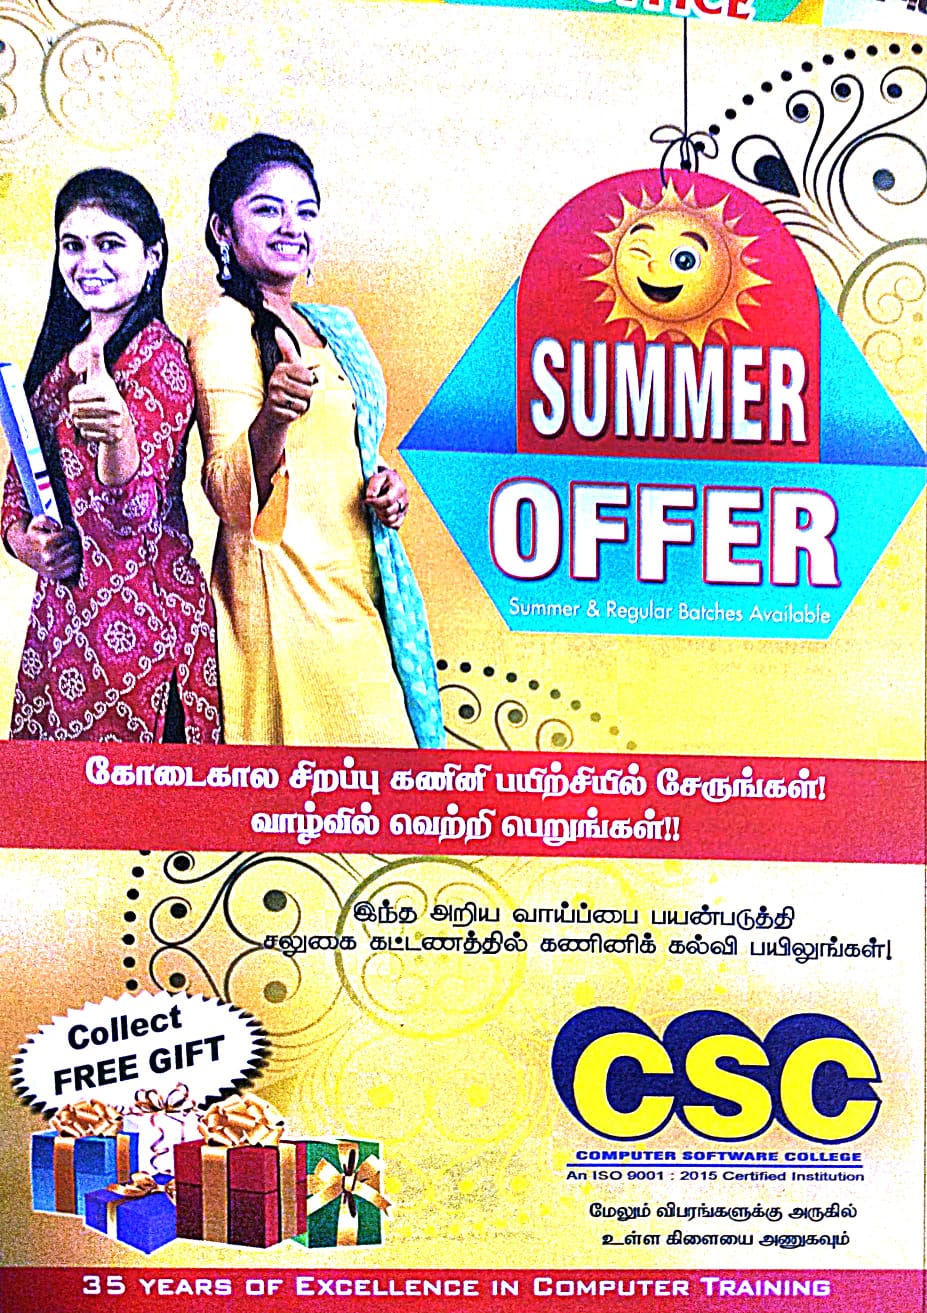 SUMMER
OFFER
Summer & Regular Batches Available
கோடைகால சிறப்பு கணினி பயிற்சியில் சேருங்கள்!
வாழ்வில் வெற்றி பெறுங்கள்!!
இந்த அறிய வாய்ப்பை பயன்படுத்தி
சலுகை கட்டணத்தில் கணினிக் கல்வி பயிலுங்கள்!
Collect
FREE GIFT
CSC
COMPUTER SOFTWARE COLLEGE
An ISO 9001 : 2015 Certified Institution
மேலும் விபரங்களுக்கு அருகில்
உள்ள கிளையை அணுகவும்
35 YEARS OF EXCELLENCE IN COMPUTER TRAINING